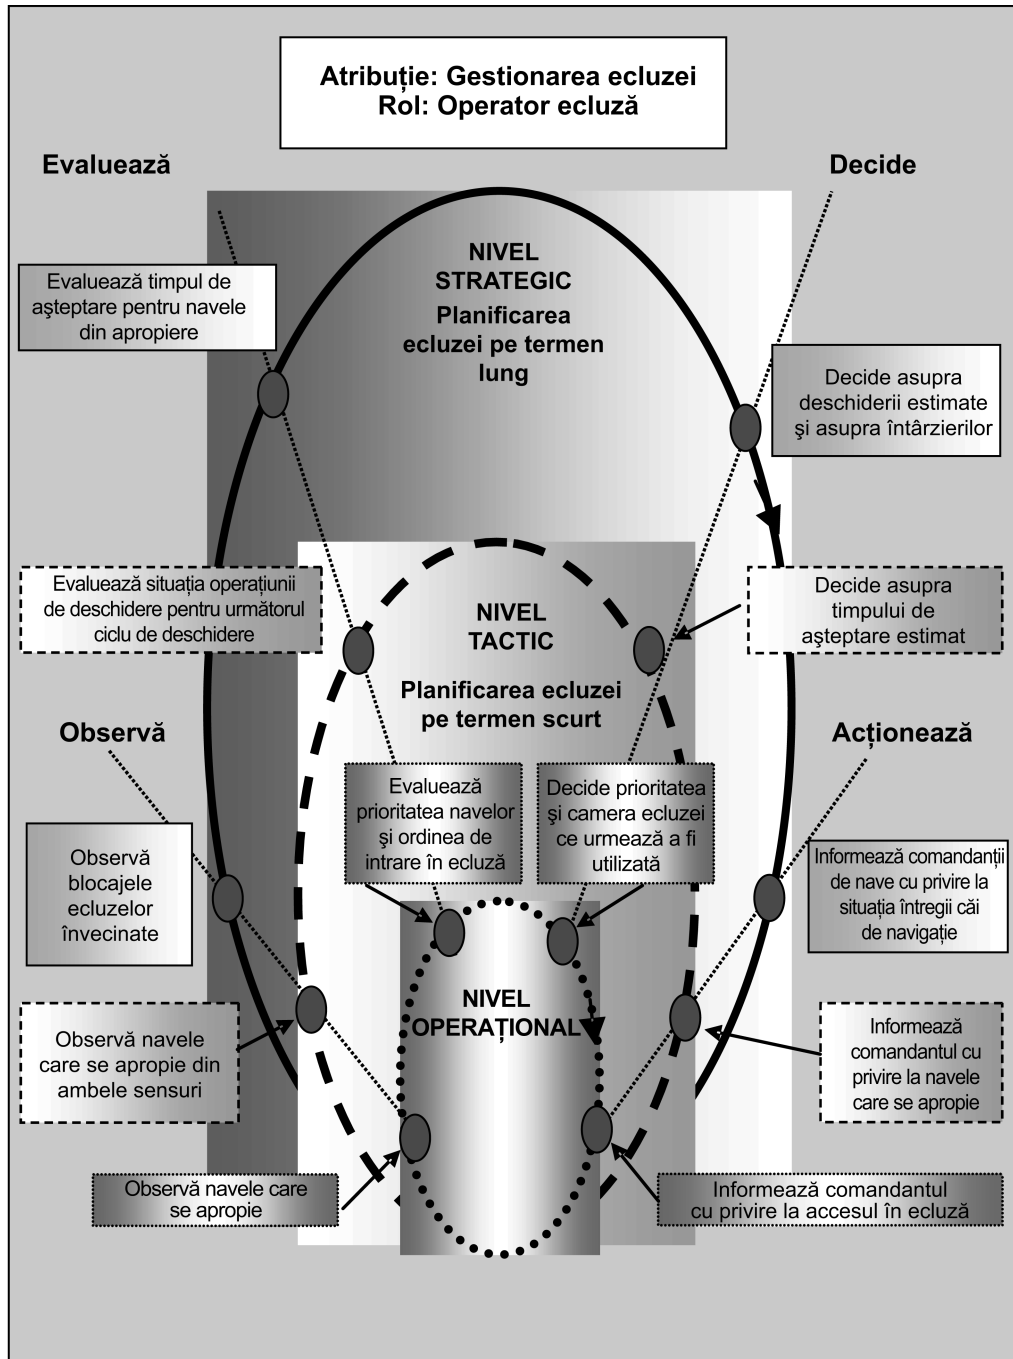 Atribuție: Gestionarea ecluzei
Rol: Operator ecluză
Evaluează
Decide
NIVEL
STRATEGIC
Planificarea
ecluzei pe termen
lung
Evaluează timpul de
aşteptare pentru navele
din apropiere
Decide asupra
deschiderii estimate
şi asupra întârzierilor
Evaluează situația operațiunii
de deschidere pentru următorul
ciclu de deschidere
NIVEL
TACTIC
Planificarea ecluzei
pe termen scurt
Decide asupra
timpului de
aşteptare estimat
Observă
Acționează
Evaluează
prioritatea navelor
şi ordinea de
intrare în ecluză
Decide prioritatea
şi camera ecluzei
ce urmează a fi
utilizată
Observă
blocajele
ecluzelor
învecinate
Informează comandanții
de nave cu privire la
situația întregii căi
de navigație
NIVEL
OPERAȚIONAL
Observă navele
care se apropie din
ambele sensuri
Informează
comandantul cu
privire la navele
care se apropie
Observă navele care
se apropie
Informează comandantul
cu privire la accesul în ecluză